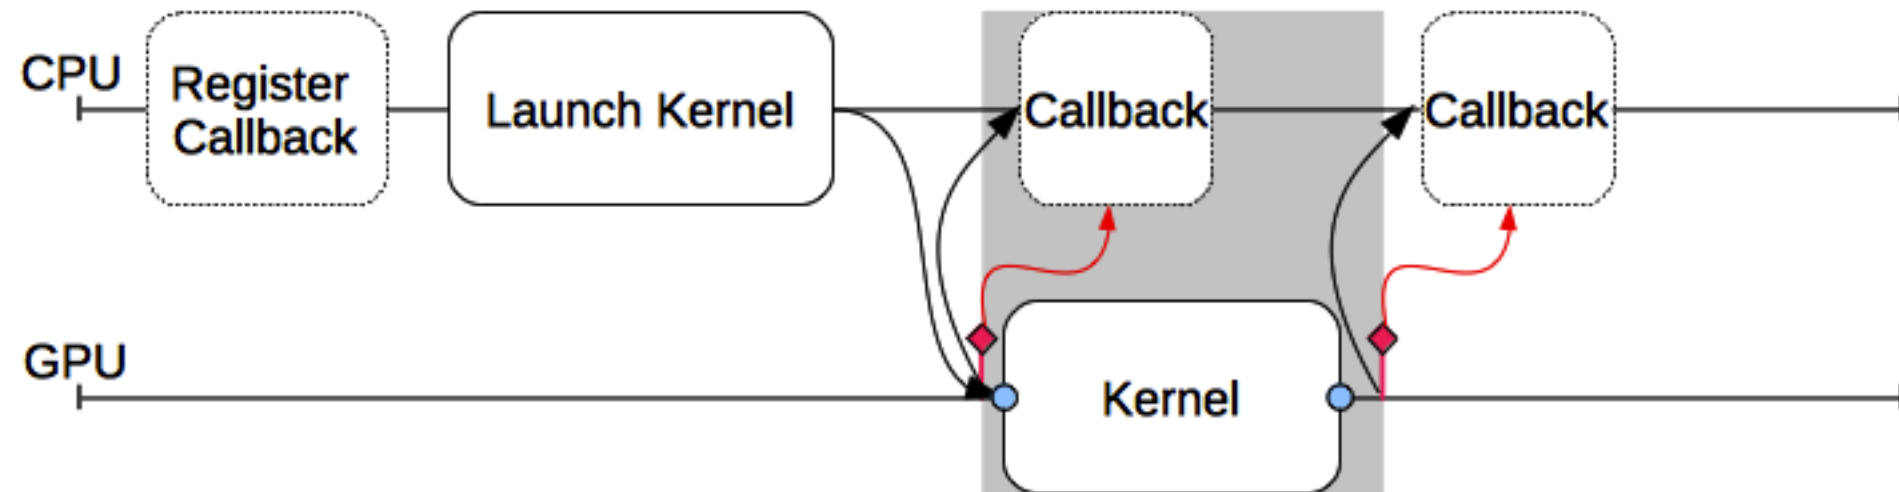 CPU
Register
Callback
Launch Kernel
Callback
Callback
GPU
Kernel